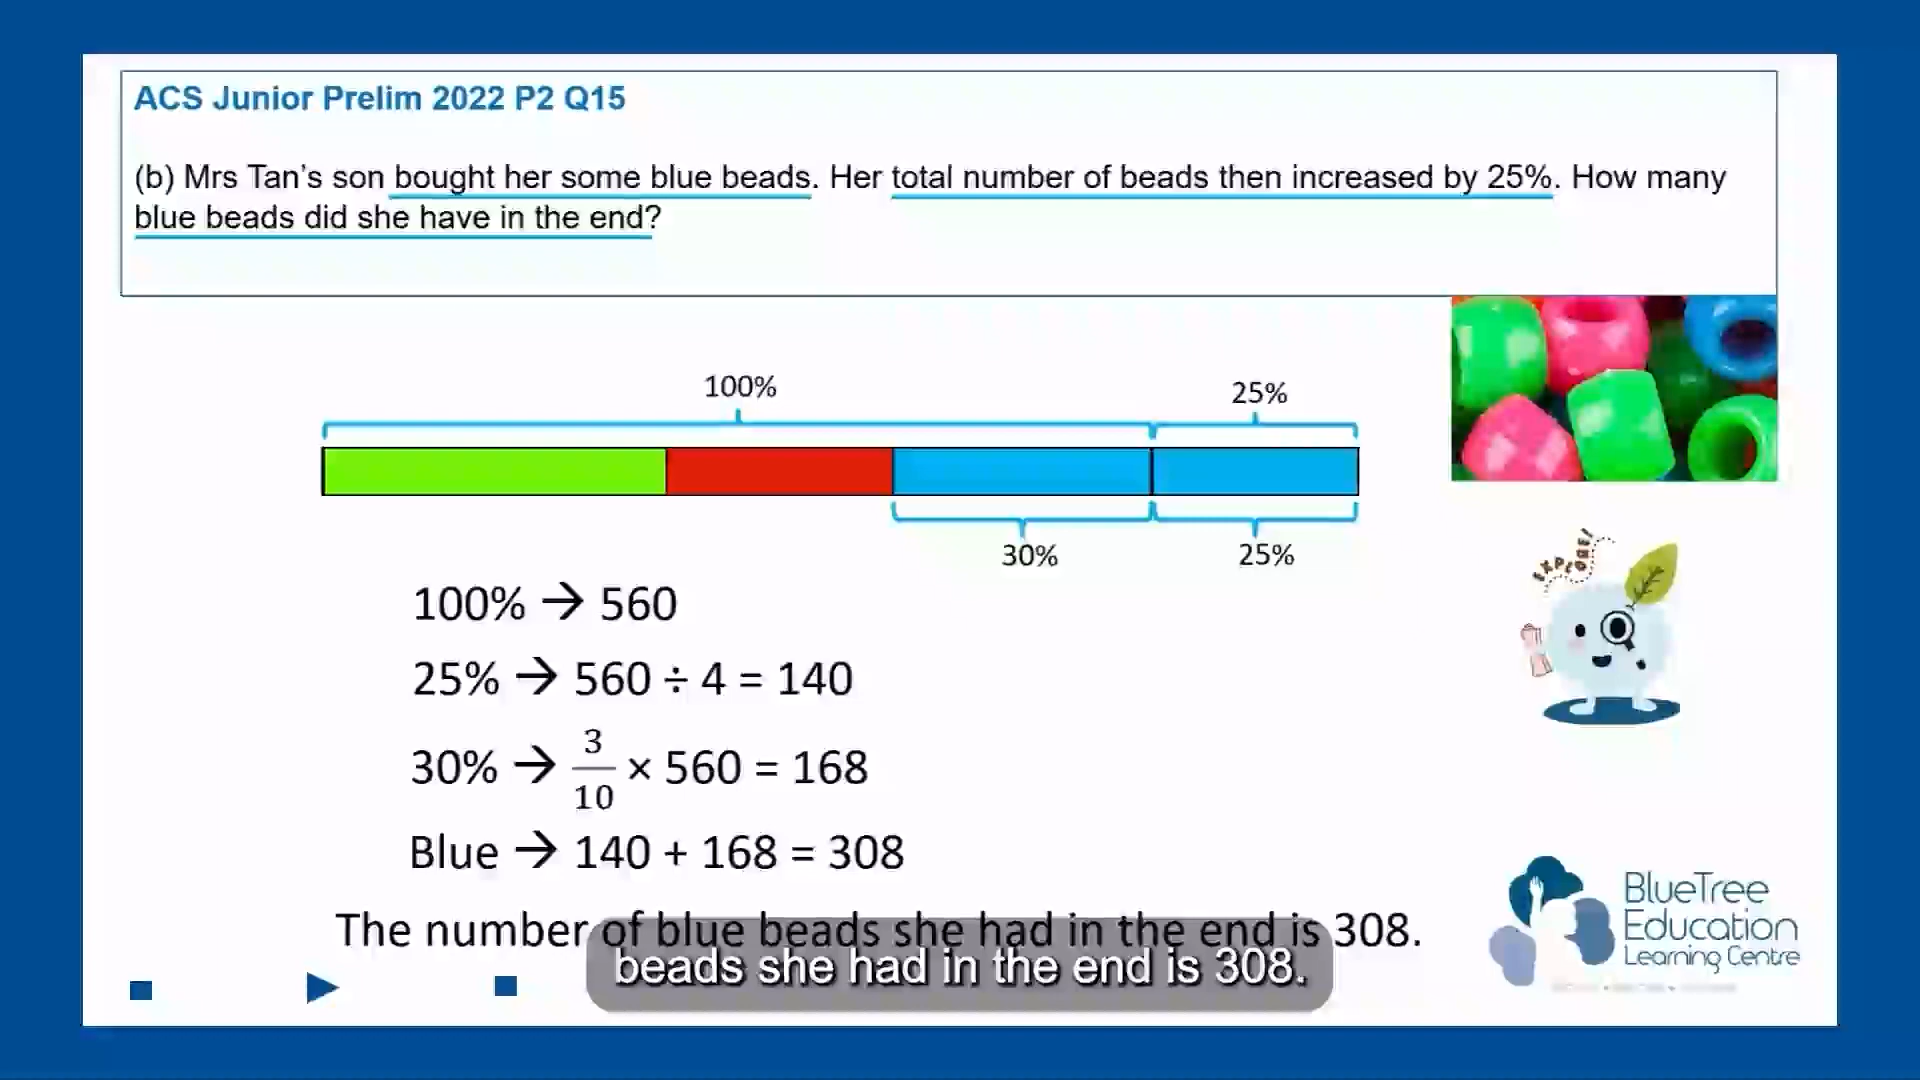 ACS Junior Prelim 2022 P2 Q15
(b) Mrs Tan's son bought her some blue beads. Her total number of beads then increased by 25%. How many
blue beads did she have in the end?
100%
25%
30%
25%
EXPLORE!
100% → 560
25% → 560 ÷ 4 = 140
30% → 3/10 × 560 = 168
Blue → 140 + 168 = 308
The number of blue beads she had in the end is 308.
beads she had in the end is 308.
BlueTree
Education
Learning Centre